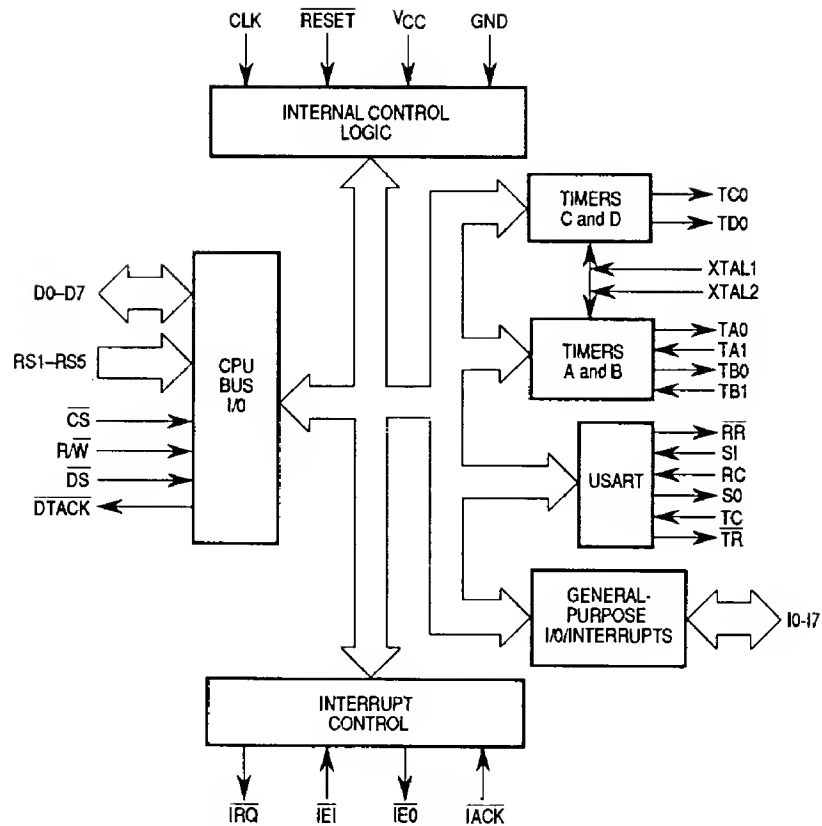 CLK RESET VCC GND
INTERNAL CONTROL
LOGIC
TIMERS
C and D
TC0
TD0
XTAL1
XTAL2
D0–D7
RS1–RS5
CS
R/W
DS
DTACK
CPU
BUS
I/0
TIMERS
A and B
TA0
TA1
TB0
TB1
USART
RR
SI
RC
S0
TC
TR
GENERAL-
PURPOSE
I/0/INTERRUPTS
I0-I7
INTERRUPT
CONTROL
IRQ IEI IE0 IACK